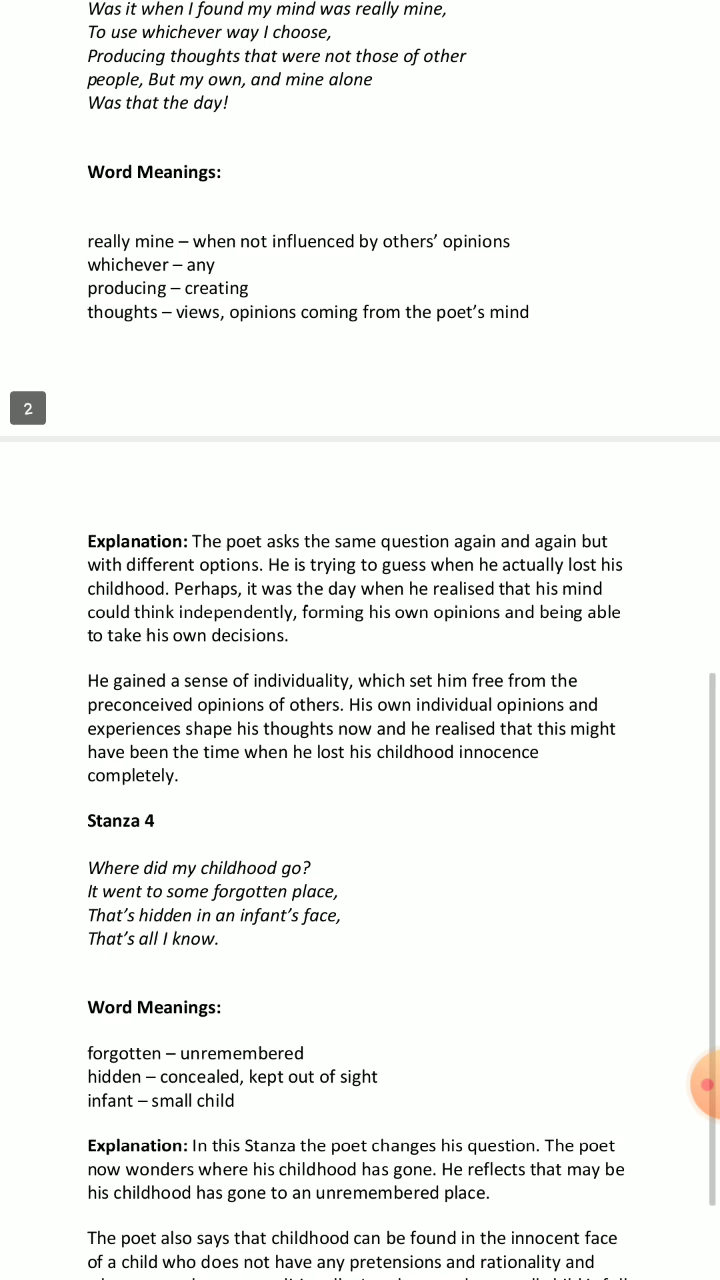 Was it when I found my mind was really mine,
To use whichever way I choose,
Producing thoughts that were not those of other
people, But my own, and mine alone
Was that the day!
Word Meanings:
really mine – when not influenced by others’ opinions
whichever – any
producing – creating
thoughts – views, opinions coming from the poet’s mind
2
Explanation: The poet asks the same question again and again but
with different options. He is trying to guess when he actually lost his
childhood. Perhaps, it was the day when he realised that his mind
could think independently, forming his own opinions and being able
to take his own decisions.
He gained a sense of individuality, which set him free from the
preconceived opinions of others. His own individual opinions and
experiences shape his thoughts now and he realised that this might
have been the time when he lost his childhood innocence
completely.
Stanza 4
Where did my childhood go?
It went to some forgotten place,
That’s hidden in an infant’s face,
That’s all I know.
Word Meanings:
forgotten – unremembered
hidden – concealed, kept out of sight
infant – small child
Explanation: In this Stanza the poet changes his question. The poet
now wonders where his childhood has gone. He reflects that may be
his childhood has gone to an unremembered place.
The poet also says that childhood can be found in the innocent face
of a child who does not have any pretensions and rationality and